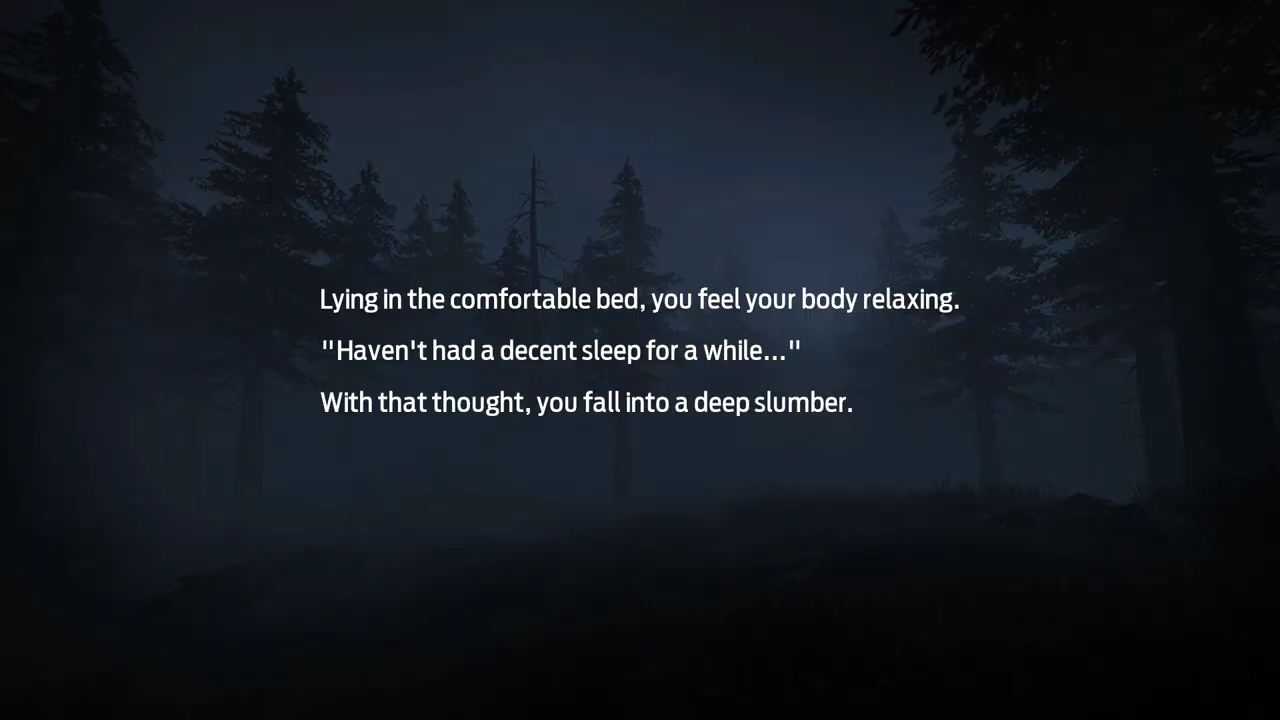 Lying in the comfortable bed, you feel your body relaxing.
"Haven't had a decent sleep for a while..."
With that thought, you fall into a deep slumber.